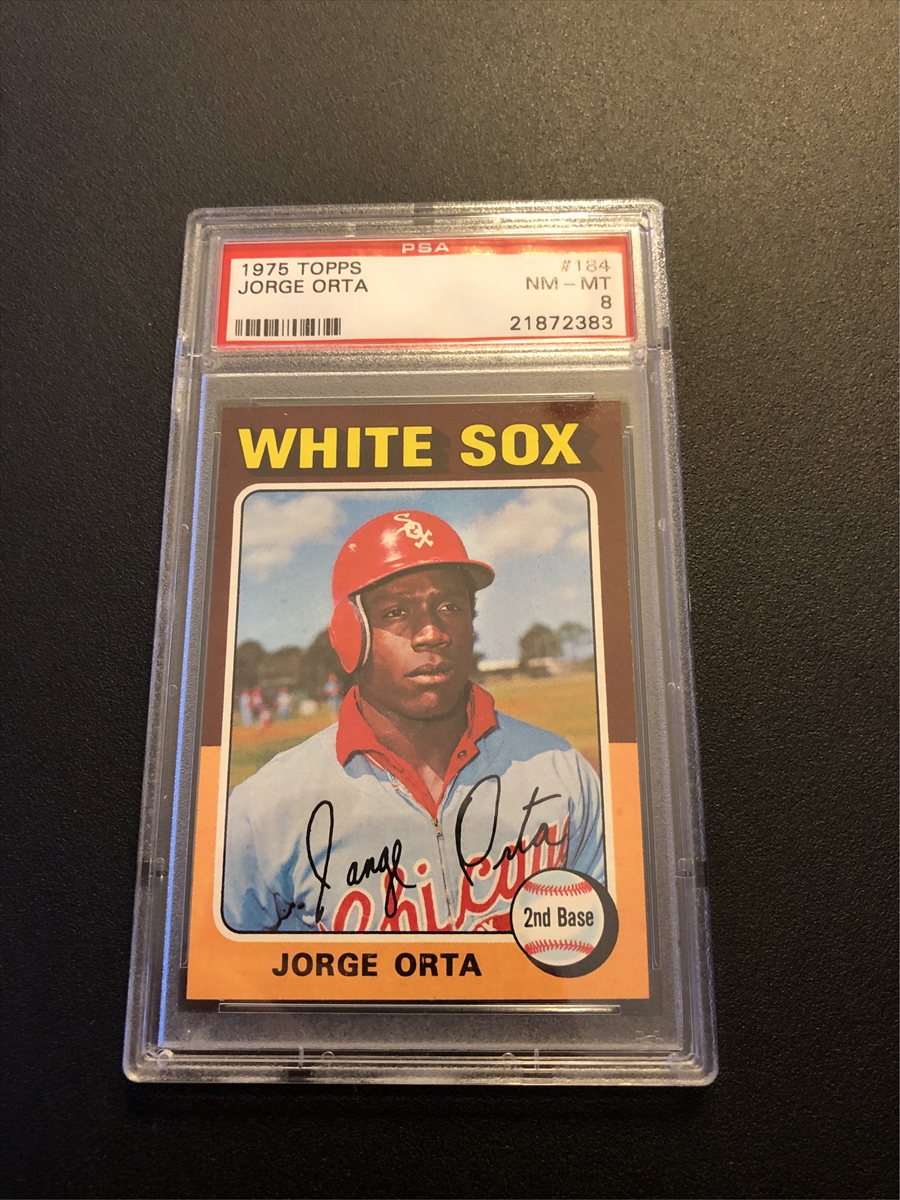 PSA
1975 TOPPS #184
JORGE ORTA NM - MT
8
21872383
WHITE SOX
SOX
Jorge Orta
Chicago
2nd Base
JORGE ORTA